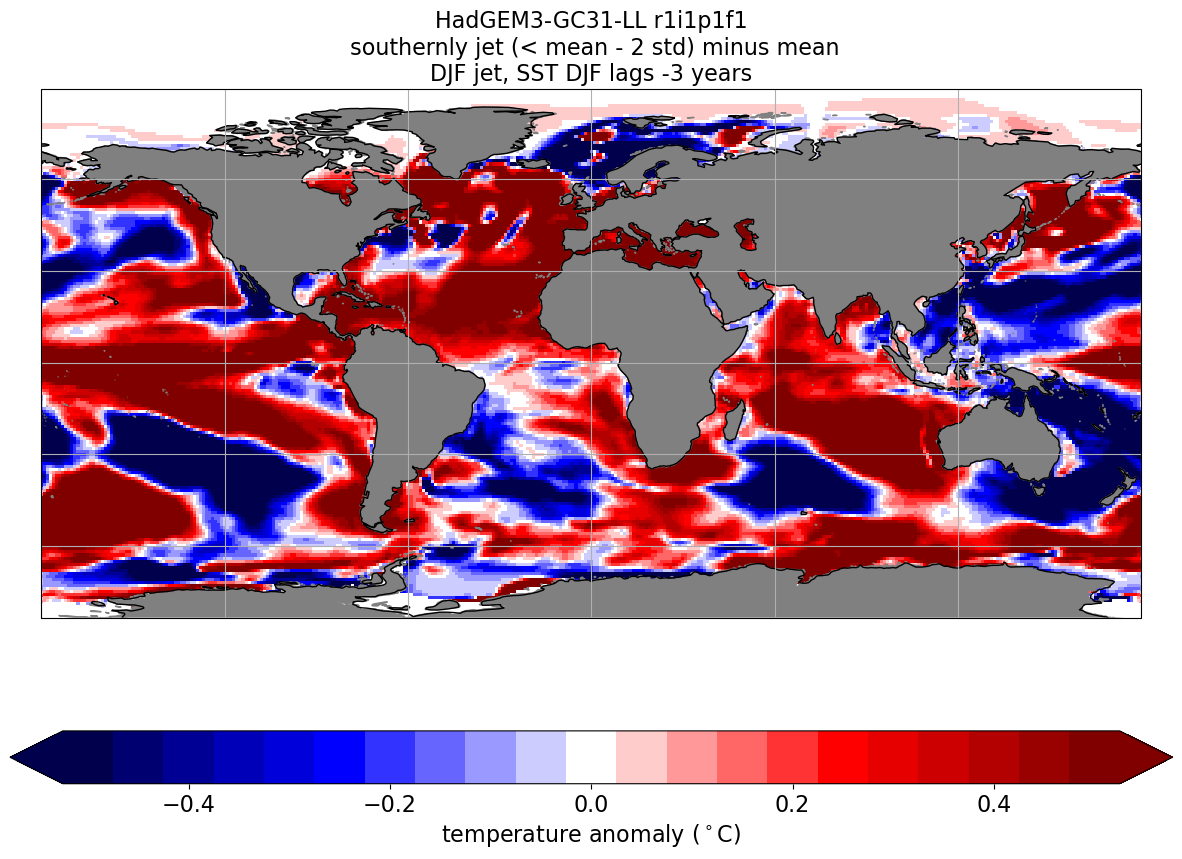 HadGEM3-GC31-LL r1i1p1f1
southernly jet (< mean - 2 std) minus mean
DJF jet, SST DJF lags -3 years
−0.4 −0.2 0.0 0.2 0.4
temperature anomaly (°C)